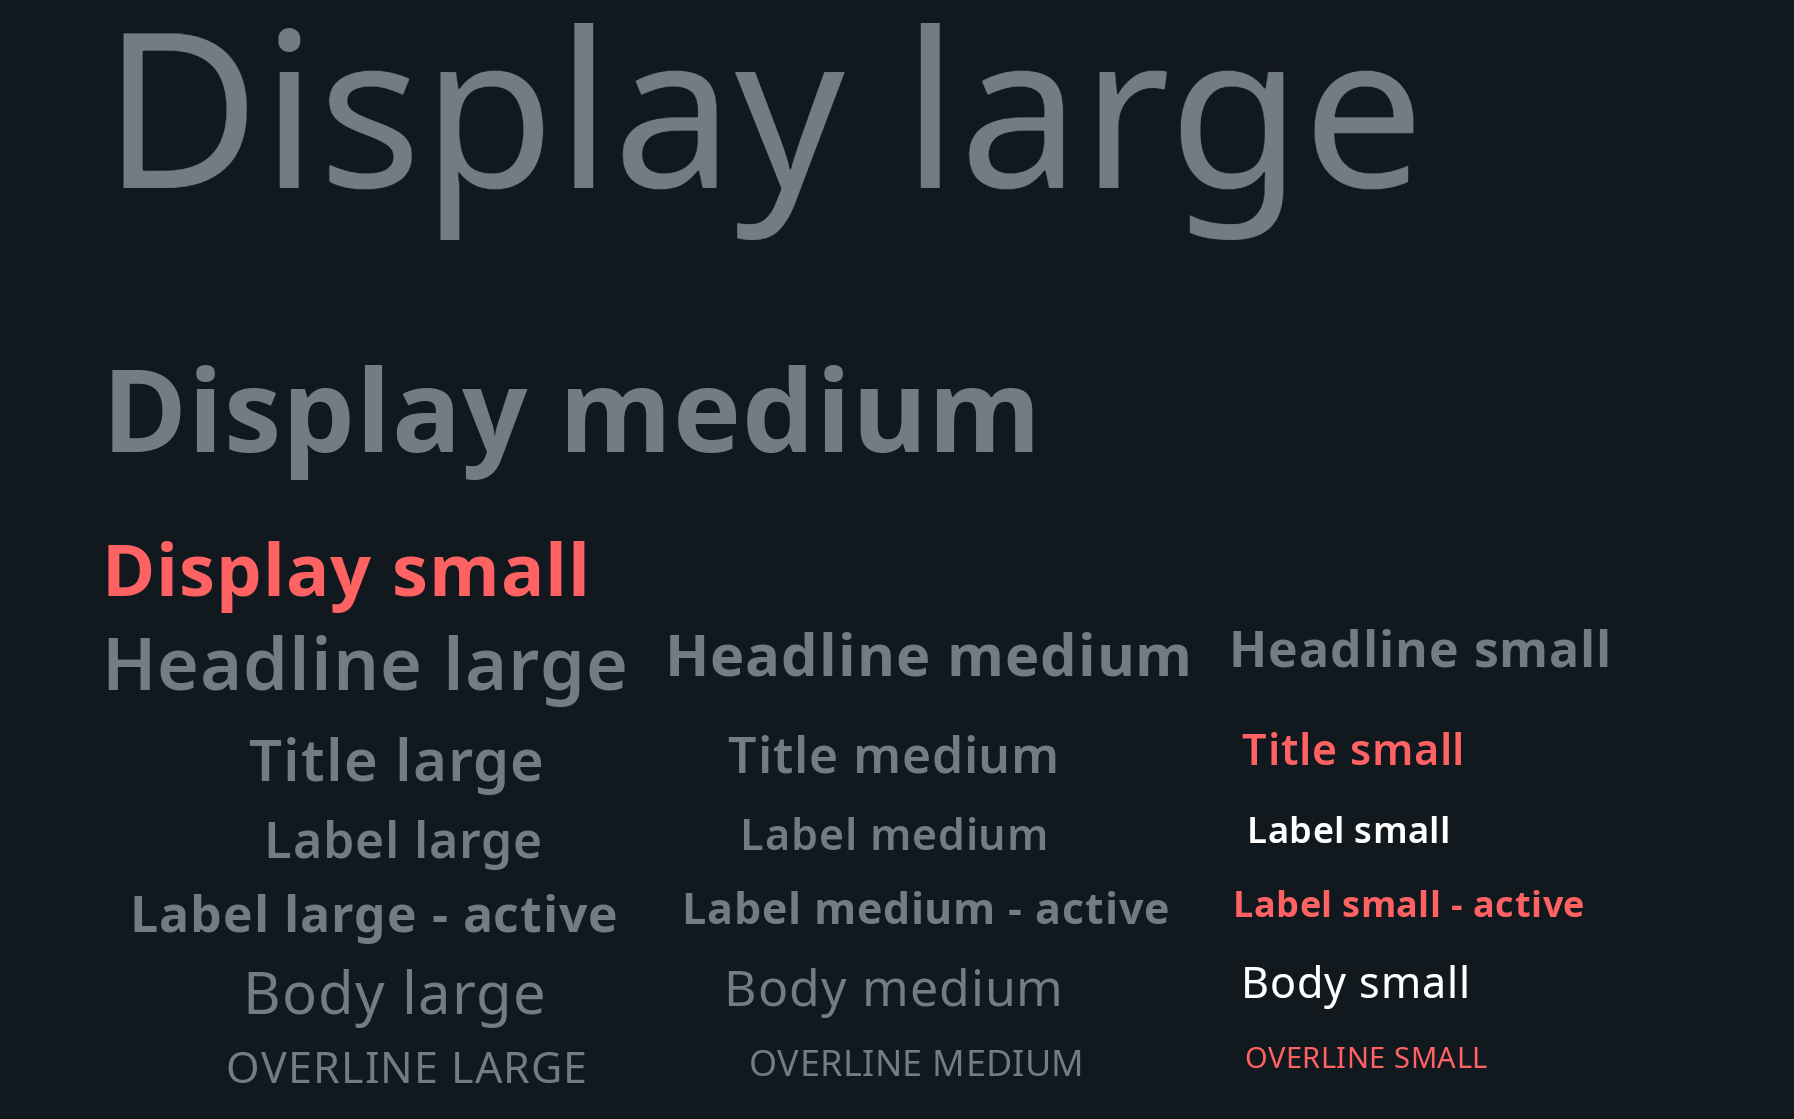 Display large
Display medium
Display small
Headline large Headline medium Headline small
Title large Title medium Title small
Label large Label medium Label small
Label large - active Label medium - active Label small - active
Body large Body medium Body small
OVERLINE LARGE OVERLINE MEDIUM OVERLINE SMALL